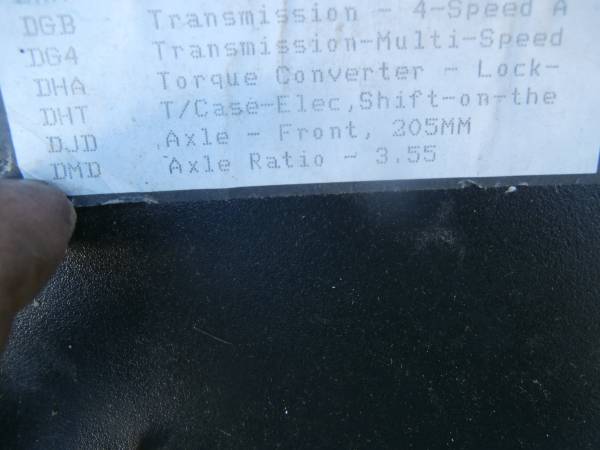 DGB Transmission - 4-Speed A
DG4 Transmission-Multi-Speed
DHA Torque Converter - Lock-
DHT T/Case-Elec,Shift-on-the
DJD Axle - Front, 205MM
DMD Axle Ratio - 3.55